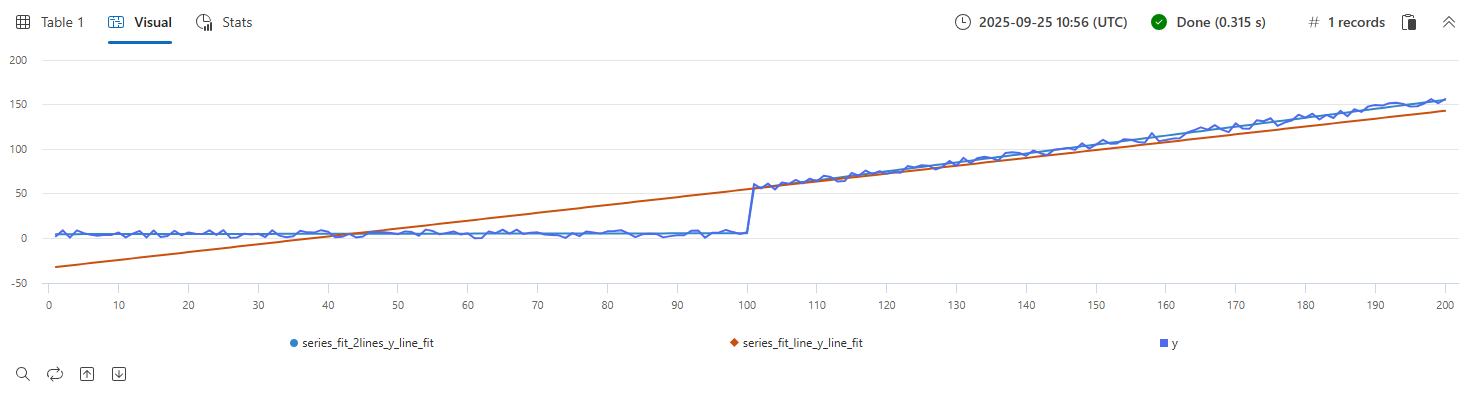 Table 1 Visual Stats 2025-09-25 10:56 (UTC) Done (0.315 s) # 1 records
200
150
100
50
0
-50
0 10 20 30 40 50 60 70 80 90 100 110 120 130 140 150 160 170 180 190 200
series_fit_2lines_y_line_fit series_fit_line_y_line_fit y